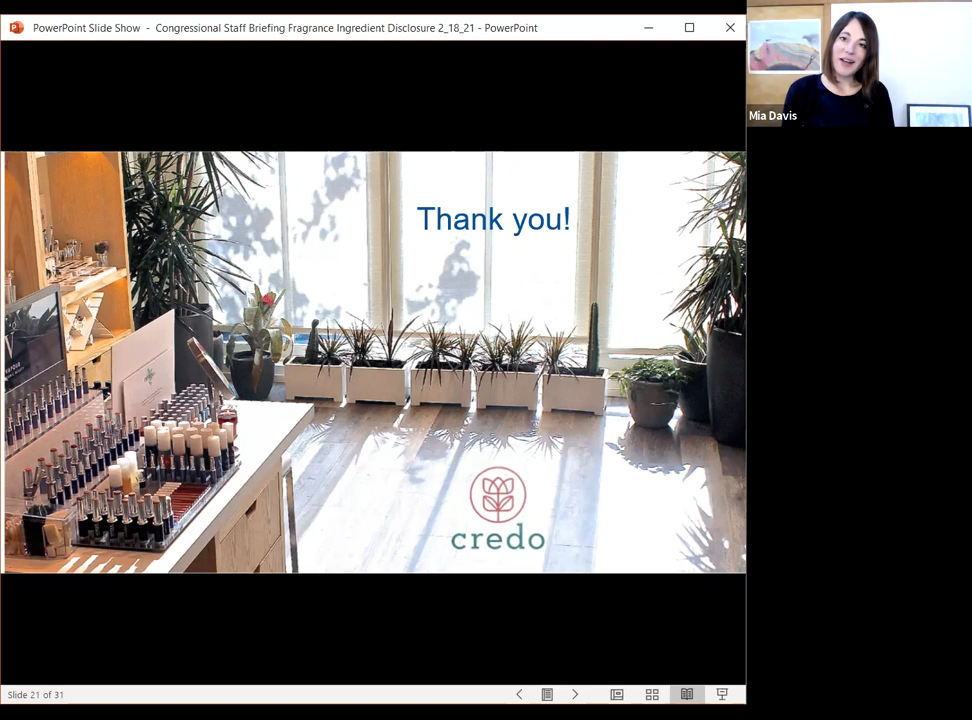 PowerPoint Slide Show - Congressional Staff Briefing Fragrance Ingredient Disclosure 2_18_21 - PowerPoint
Mia Davis
Thank you!
credo
Slide 21 of 31